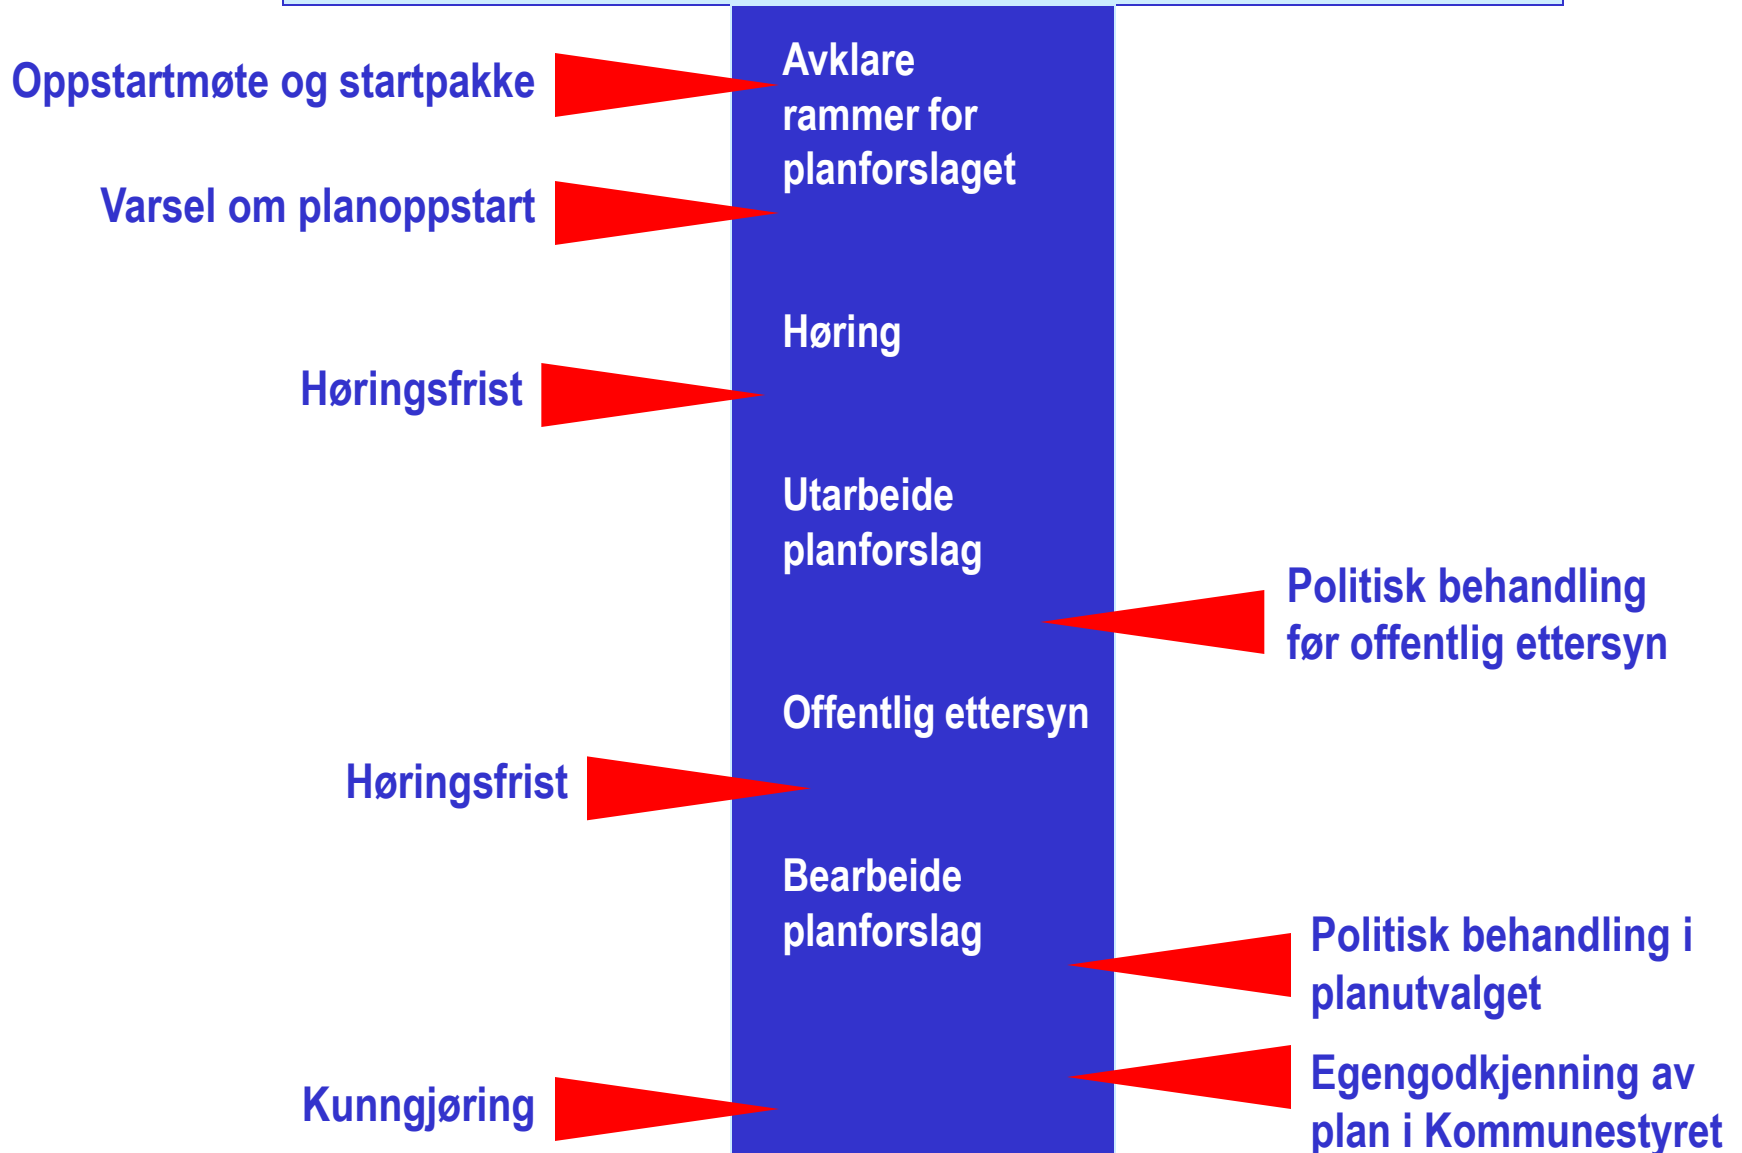 Oppstartmøte og startpakke
Avklare
rammer for
planforslaget
Varsel om planoppstart
Høring
Høringsfrist
Utarbeide
planforslag
Politisk behandling
før offentlig ettersyn
Offentlig ettersyn
Høringsfrist
Bearbeide
planforslag
Politisk behandling i
planutvalget
Egengodkjenning av
plan i Kommunestyret
Kunngjøring